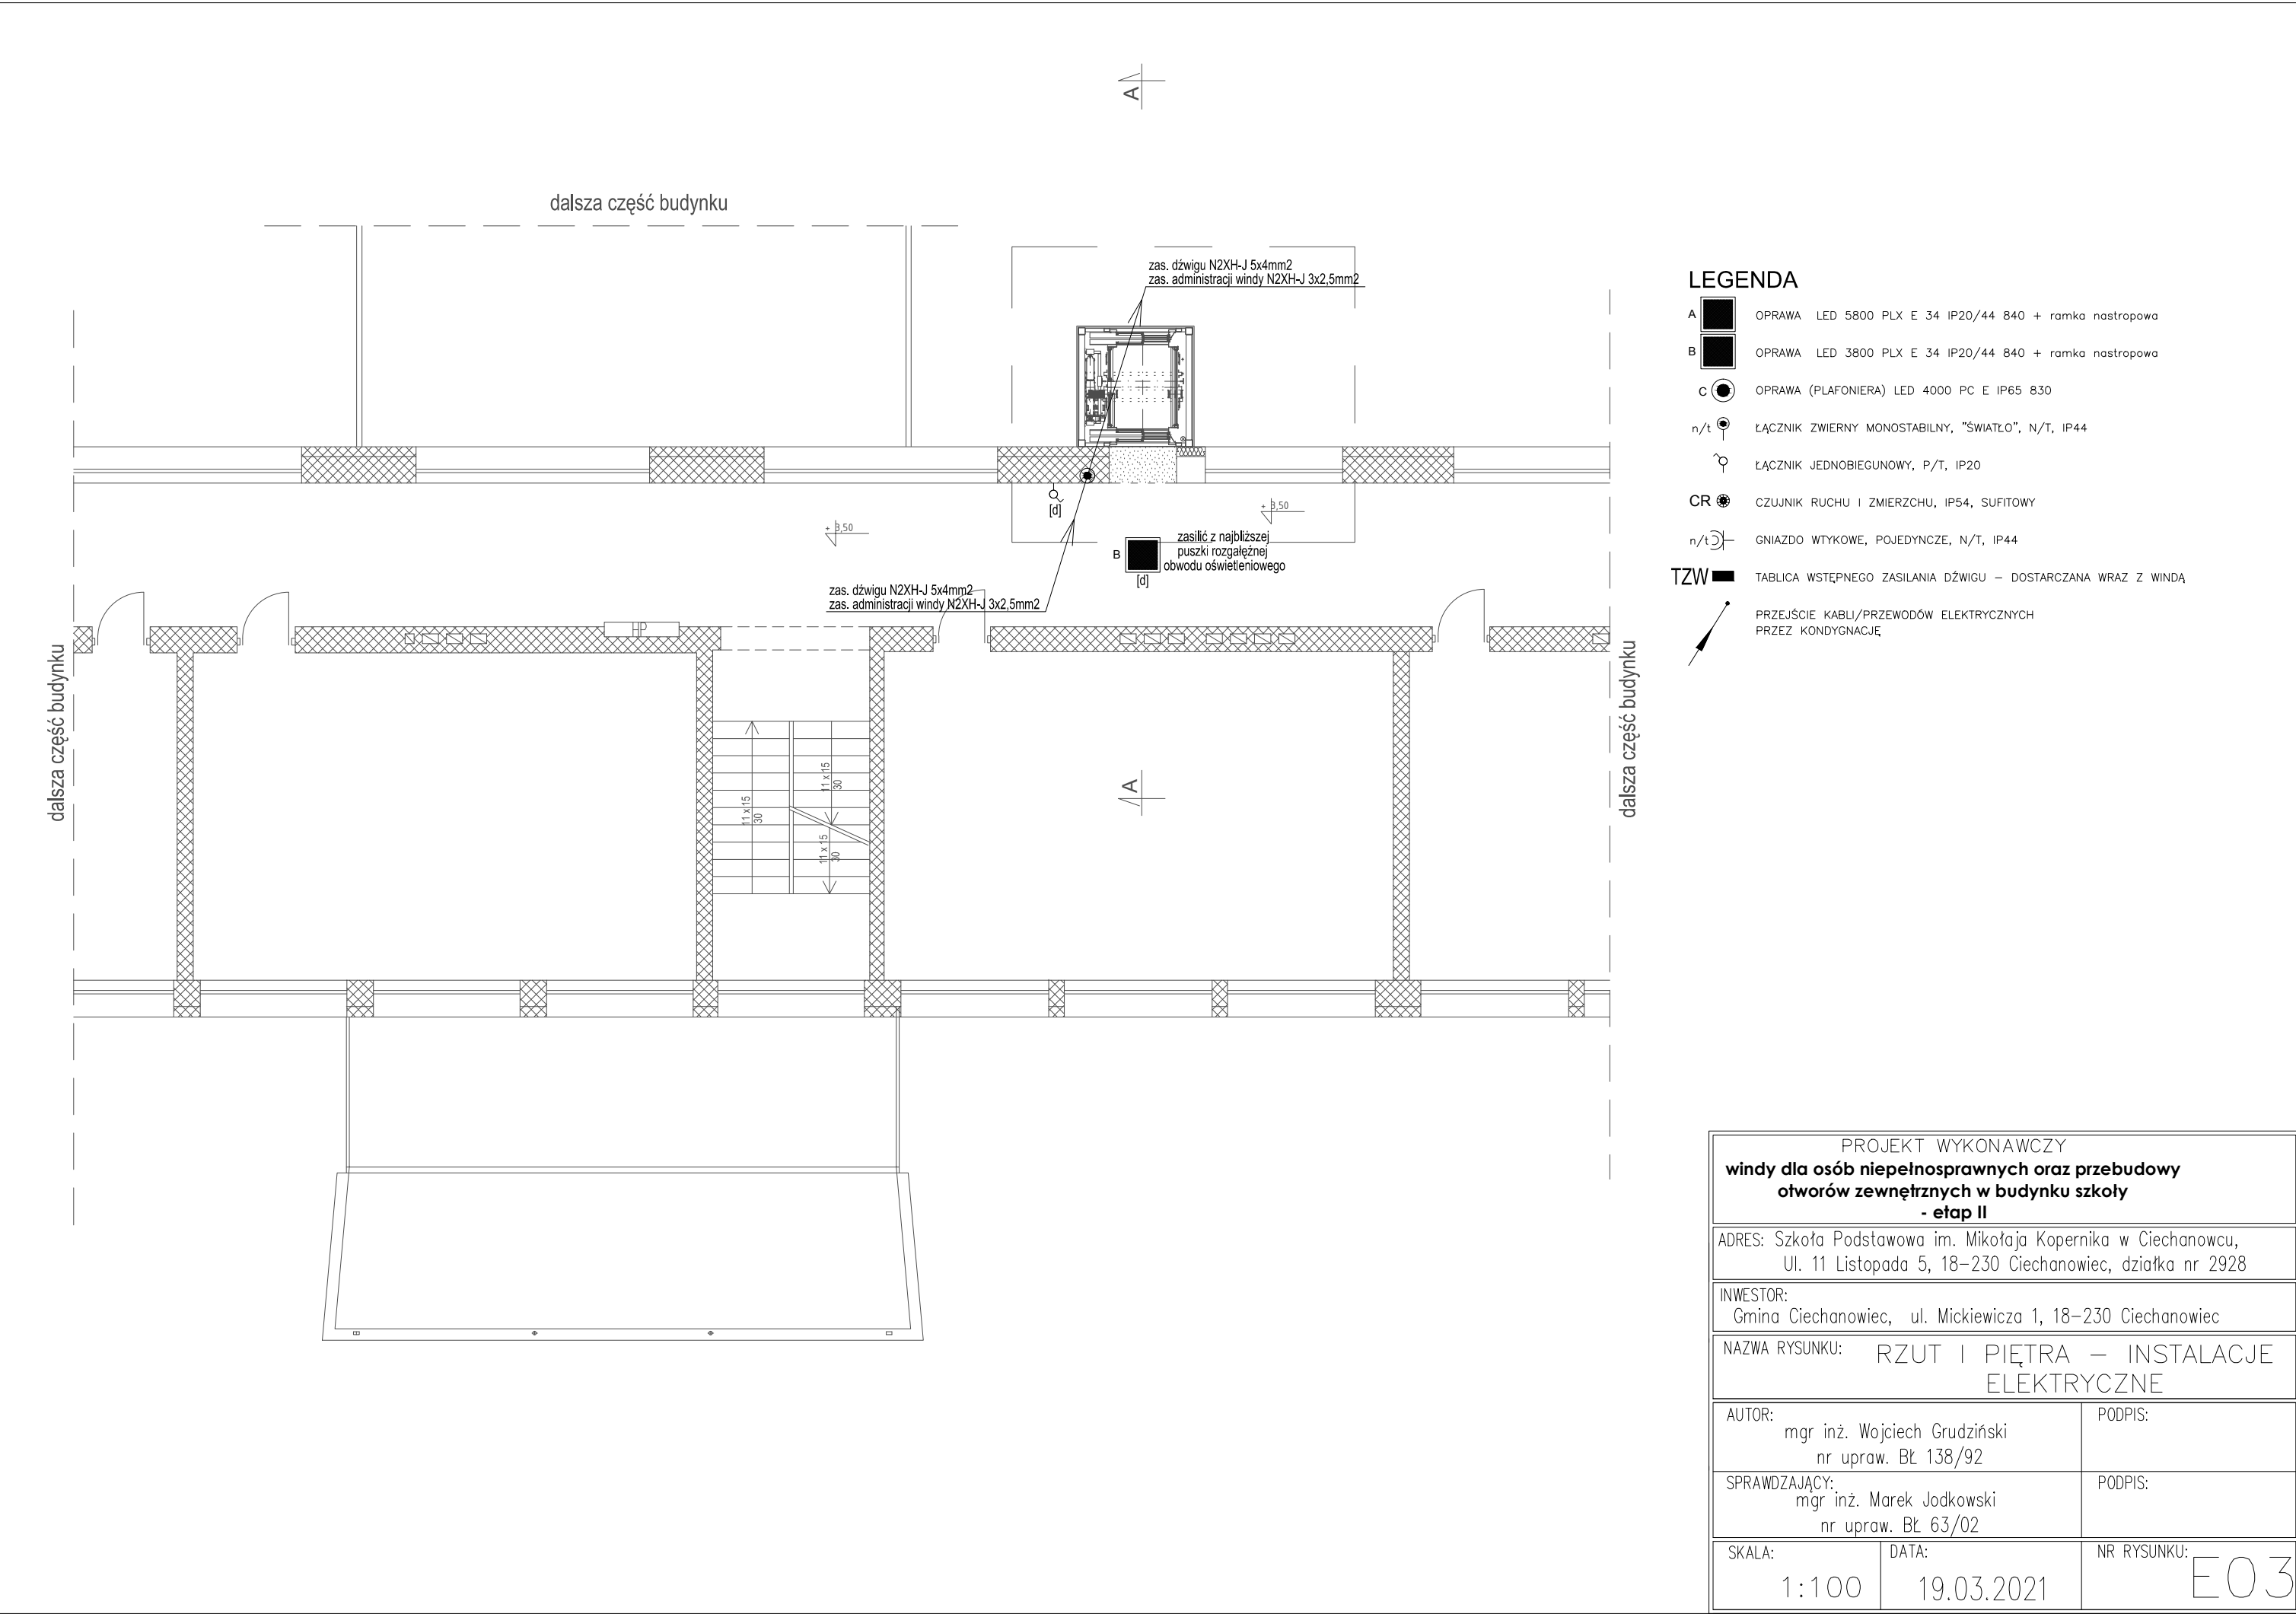 A
dalsza część budynku
zas. dźwigu N2XH-J 5x4mm2
zas. administracji windy N2XH-J 3x2,5mm2
[d]
+ 3,50
+ 3,50
B
[d]
zasilić z najbliższej
puszki rozgałęźnej
obwodu oświetleniowego
zas. dźwigu N2XH-J 5x4mm2
zas. administracji windy N2XH-J 3x2,5mm2
HP
dalsza część budynku
dalsza część budynku
11 x 15
30
11 x 15
30
11 x 15
30
A
LEGENDA
A OPRAWA LED 5800 PLX E 34 IP20/44 840 + ramka nastropowa
B OPRAWA LED 3800 PLX E 34 IP20/44 840 + ramka nastropowa
C OPRAWA (PLAFONIERA) LED 4000 PC E IP65 830
n/t ŁĄCZNIK ZWIERNY MONOSTABILNY, "ŚWIATŁO", N/T, IP44
ŁĄCZNIK JEDNOBIEGUNOWY, P/T, IP20
CR CZUJNIK RUCHU I ZMIERZCHU, IP54, SUFITOWY
n/t GNIAZDO WTYKOWE, POJEDYNCZE, N/T, IP44
TZW TABLICA WSTĘPNEGO ZASILANIA DŹWIGU – DOSTARCZANA WRAZ Z WINDĄ
PRZEJŚCIE KABLI/PRZEWODÓW ELEKTRYCZNYCH
PRZEZ KONDYGNACJĘ
PROJEKT WYKONAWCZY
windy dla osób niepełnosprawnych oraz przebudowy
otworów zewnętrznych w budynku szkoły
- etap II
ADRES: Szkoła Podstawowa im. Mikołaja Kopernika w Ciechanowcu,
Ul. 11 Listopada 5, 18–230 Ciechanowiec, działka nr 2928
INWESTOR:
Gmina Ciechanowiec, ul. Mickiewicza 1, 18–230 Ciechanowiec
NAZWA RYSUNKU: RZUT I PIĘTRA – INSTALACJE
ELEKTRYCZNE
AUTOR:
mgr inż. Wojciech Grudziński
nr upraw. BŁ 138/92
PODPIS:
SPRAWDZAJĄCY:
mgr inż. Marek Jodkowski
nr upraw. BŁ 63/02
PODPIS:
SKALA:
1:100
DATA:
19.03.2021
NR RYSUNKU:
E03